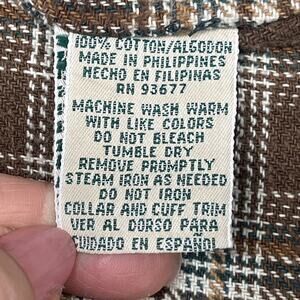 100% COTTON/ALGODON
MADE IN PHILIPPINES
HECHO EN FILIPINAS
RN 93677
MACHINE WASH WARM
WITH LIKE COLORS
DO NOT BLEACH
TUMBLE DRY
REMOVE PROMPTLY
STEAM IRON AS NEEDED
DO NOT IRON
COLLAR AND CUFF TRIM
VER AL DORSO PARA
CUIDADO EN ESPANOL